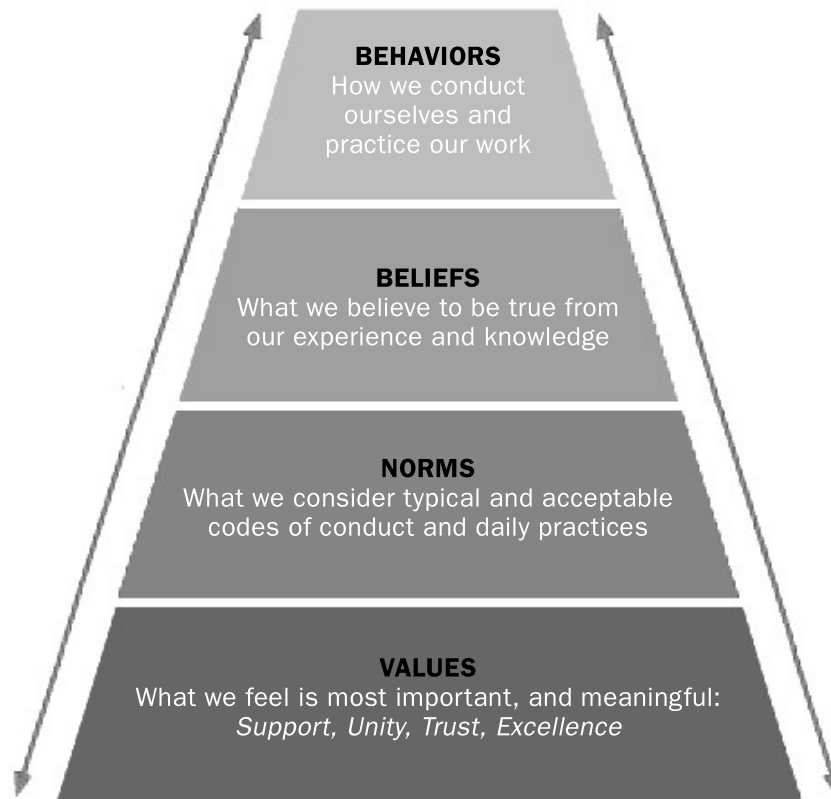 BEHAVIORS
How we conduct
ourselves and
practice our work
BELIEFS
What we believe to be true from
our experience and knowledge
NORMS
What we consider typical and acceptable
codes of conduct and daily practices
VALUES
What we feel is most important, and meaningful:
Support, Unity, Trust, Excellence